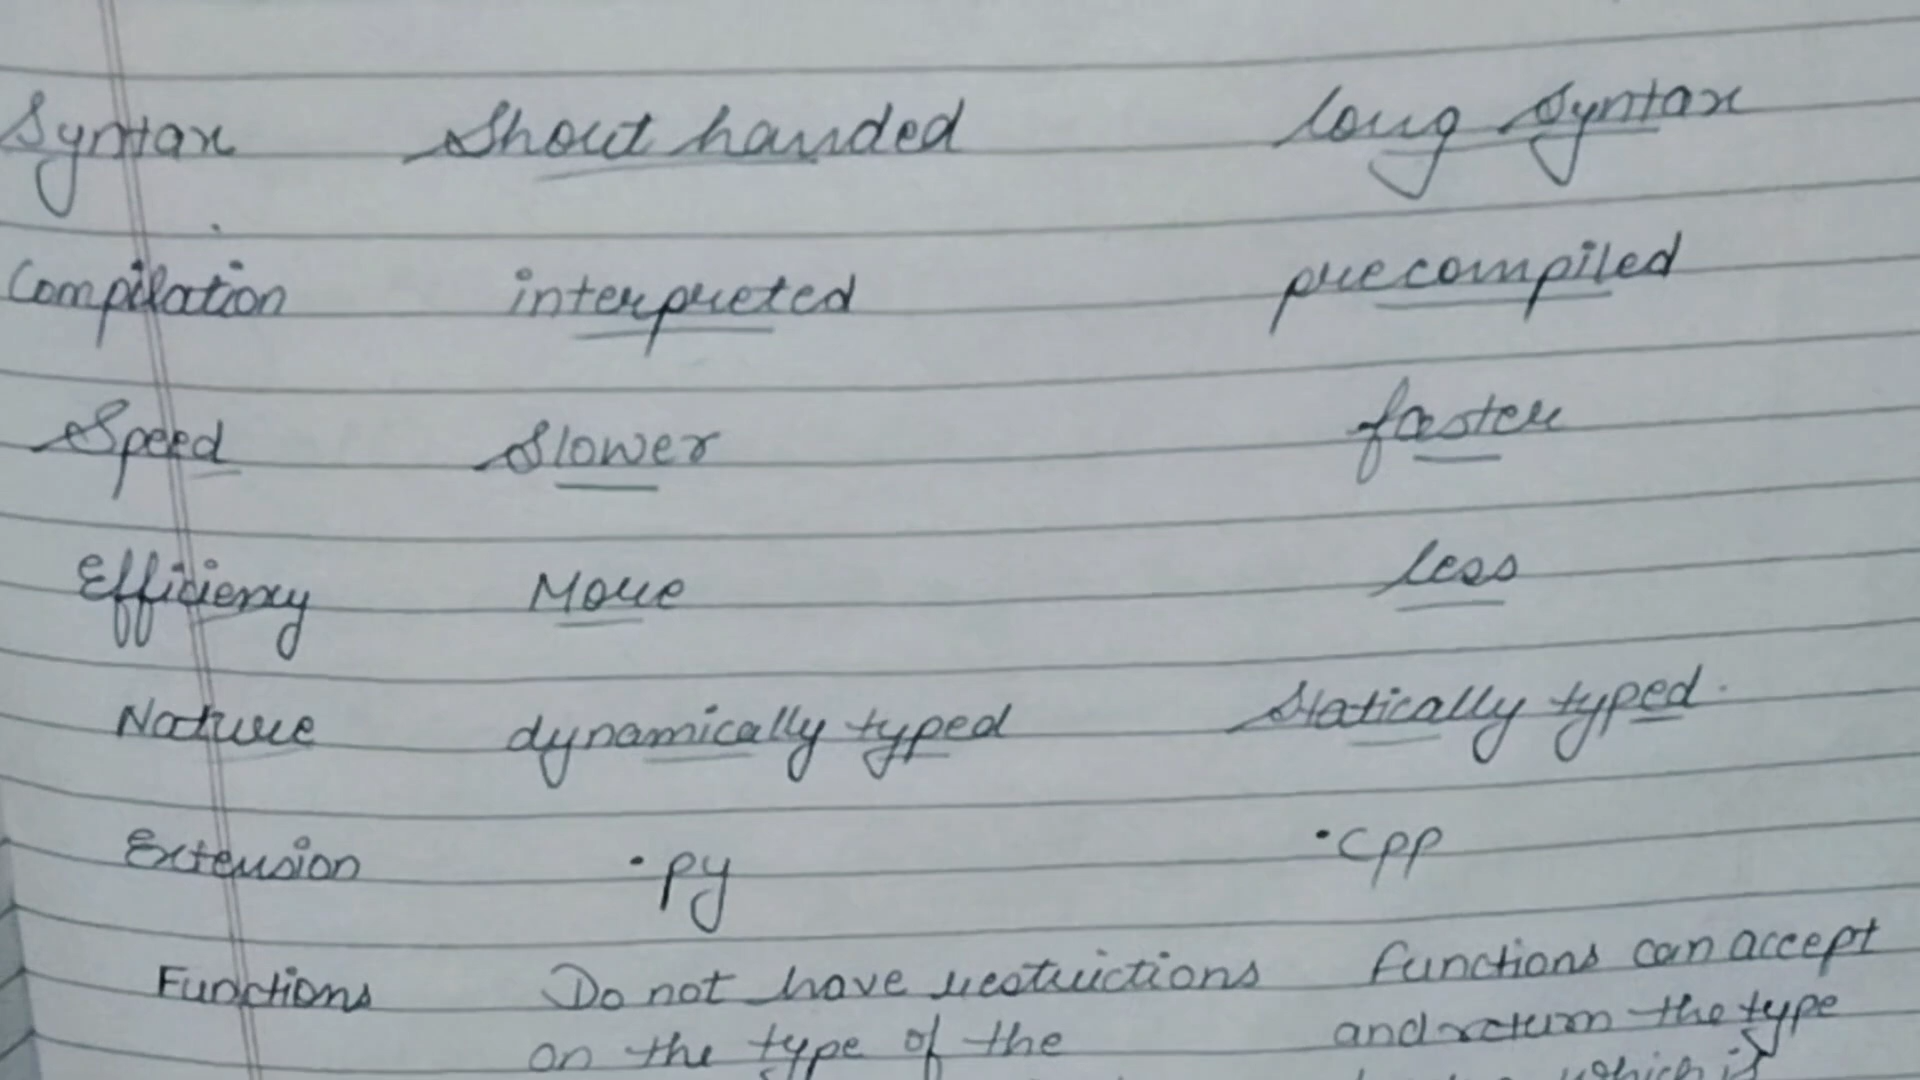 Syntax Short handed long syntax
Compilation interpreted precompiled
Speed Slower faster
Efficiency More less
Nature dynamically typed Statically typed.
Extension .py .cpp
Functions Do not have restrictions functions can accept
on the type of the and return the type
which is